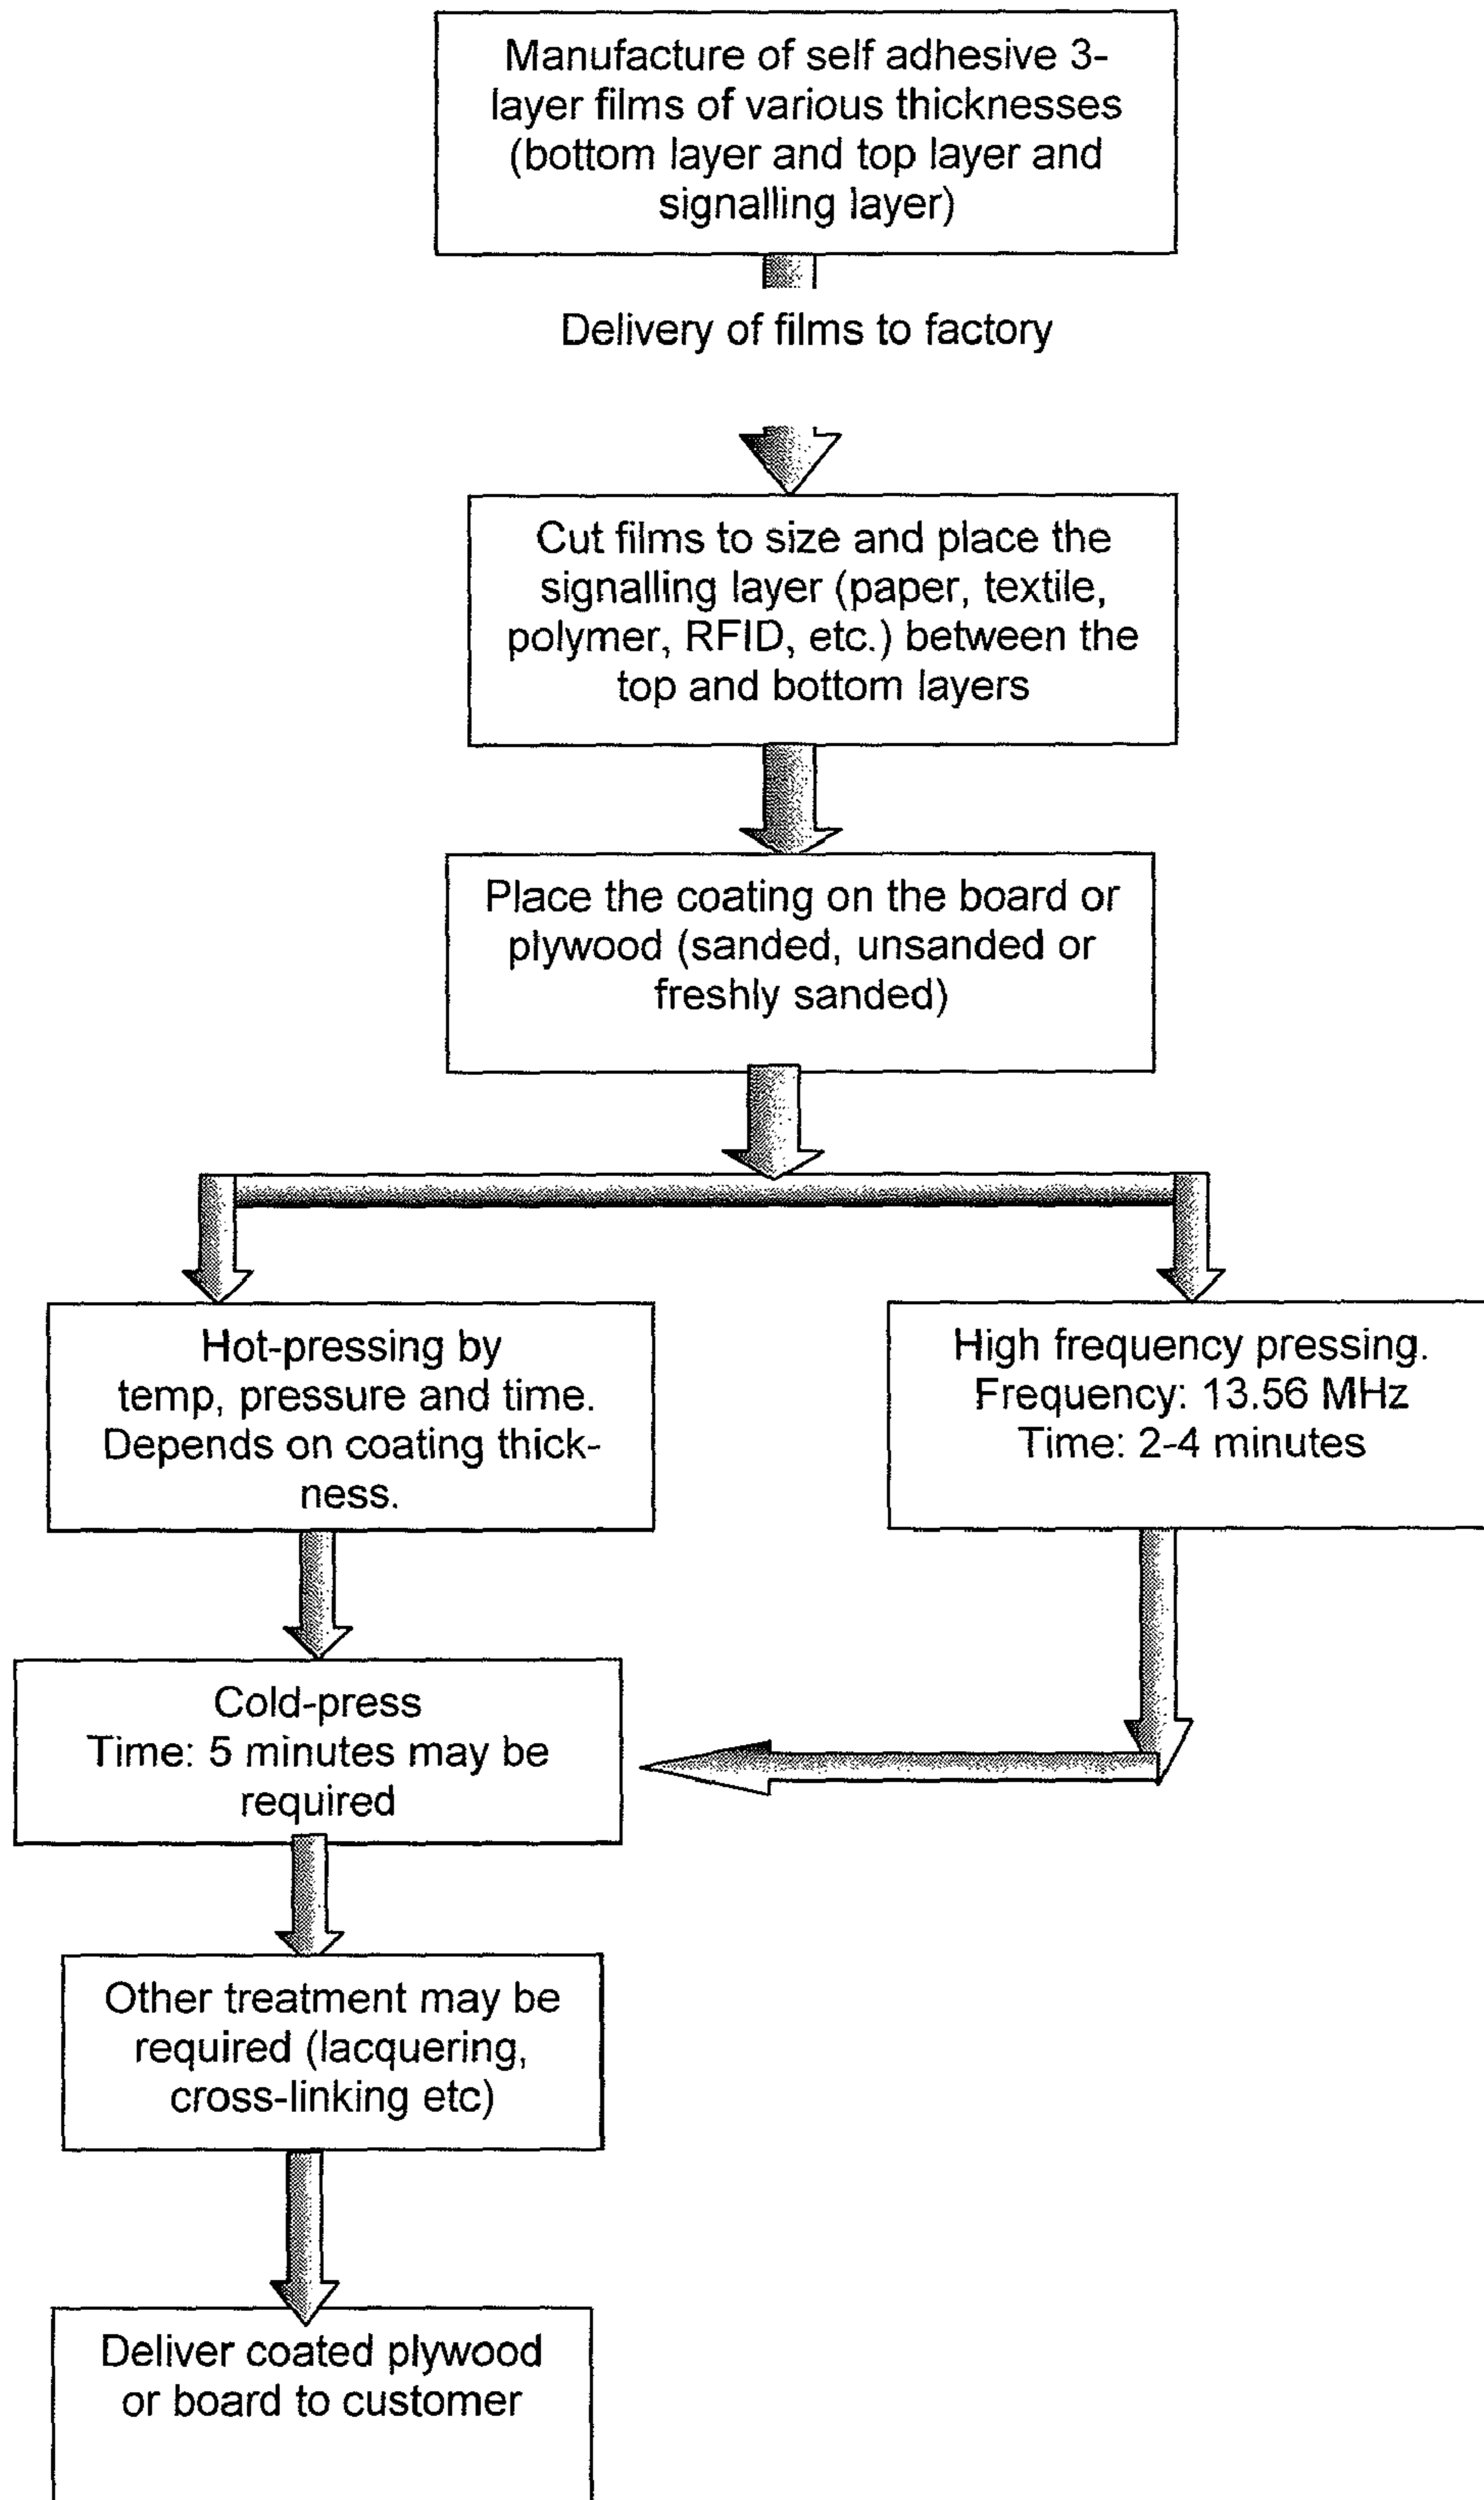 Manufacture of self adhesive 3-
layer films of various thicknesses
(bottom layer and top layer and
signalling layer)
Delivery of films to factory
Cut films to size and place the
signalling layer (paper, textile,
polymer, RFID, etc.) between the
top and bottom layers
Place the coating on the board or
plywood (sanded, unsanded or
freshly sanded)
Hot-pressing by
temp, pressure and time.
Depends on coating thick-
ness.
High frequency pressing.
Frequency: 13.56 MHz
Time: 2-4 minutes
Cold-press
Time: 5 minutes may be
required
Other treatment may be
required (lacquering,
cross-linking etc)
Deliver coated plywood
or board to customer